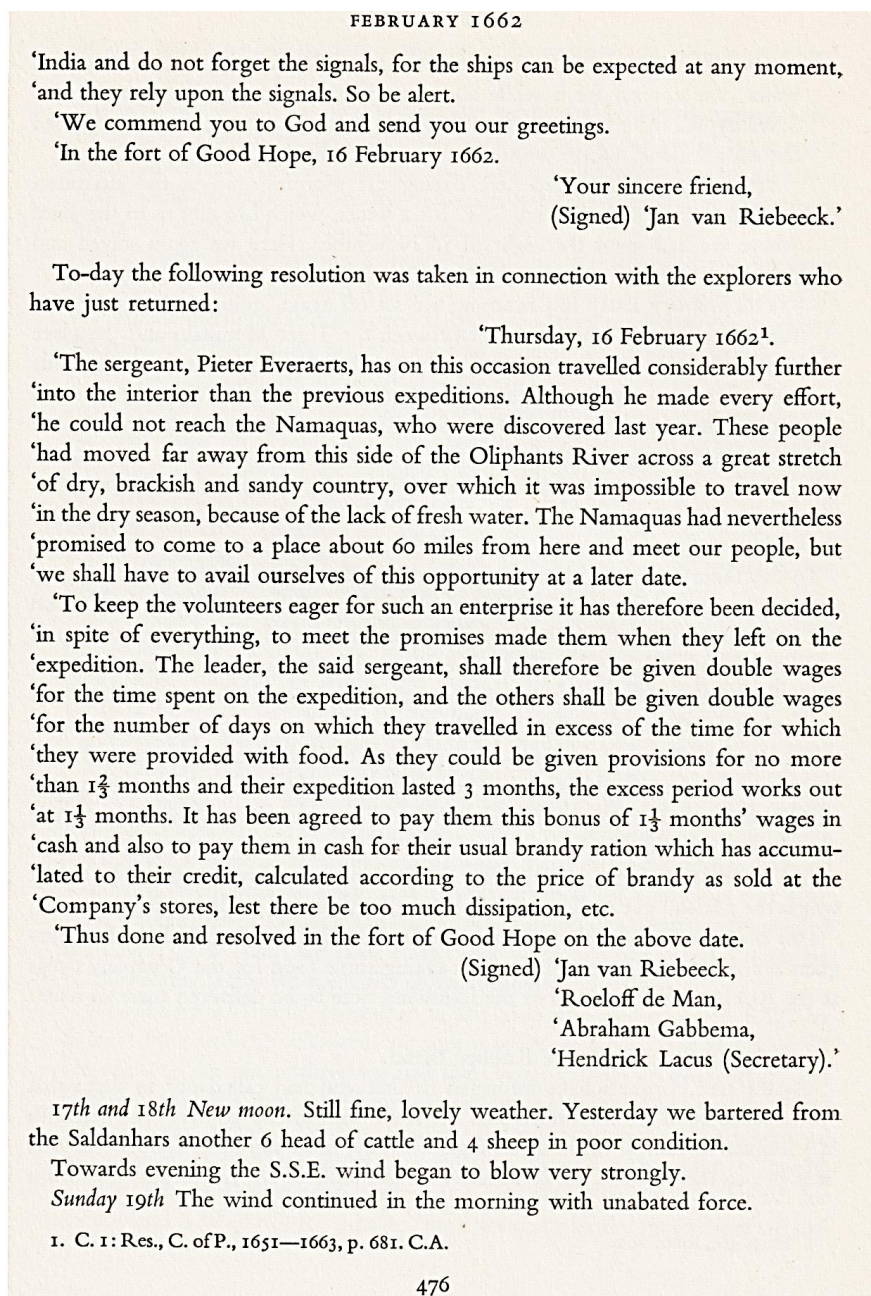 FEBRUARY 1662
‘India and do not forget the signals, for the ships can be expected at any moment,
‘and they rely upon the signals. So be alert.
‘We commend you to God and send you our greetings.
‘In the fort of Good Hope, 16 February 1662.
‘Your sincere friend,
(Signed) ‘Jan van Riebeeck.’
To-day the following resolution was taken in connection with the explorers who
have just returned:
‘Thursday, 16 February 1662¹.
‘The sergeant, Pieter Everaerts, has on this occasion travelled considerably further
‘into the interior than the previous expeditions. Although he made every effort,
‘he could not reach the Namaquas, who were discovered last year. These people
‘had moved far away from this side of the Oliphants River across a great stretch
‘of dry, brackish and sandy country, over which it was impossible to travel now
‘in the dry season, because of the lack of fresh water. The Namaquas had nevertheless
‘promised to come to a place about 60 miles from here and meet our people, but
‘we shall have to avail ourselves of this opportunity at a later date.
‘To keep the volunteers eager for such an enterprise it has therefore been decided,
‘in spite of everything, to meet the promises made them when they left on the
‘expedition. The leader, the said sergeant, shall therefore be given double wages
‘for the time spent on the expedition, and the others shall be given double wages
‘for the number of days on which they travelled in excess of the time for which
‘they were provided with food. As they could be given provisions for no more
‘than 1⅔ months and their expedition lasted 3 months, the excess period works out
‘at 1⅓ months. It has been agreed to pay them this bonus of 1⅓ months’ wages in
‘cash and also to pay them in cash for their usual brandy ration which has accumu-
‘lated to their credit, calculated according to the price of brandy as sold at the
‘Company’s stores, lest there be too much dissipation, etc.
‘Thus done and resolved in the fort of Good Hope on the above date.
(Signed) ‘Jan van Riebeeck,
‘Roeloff de Man,
‘Abraham Gabbema,
‘Hendrick Lacus (Secretary).’
17th and 18th New moon. Still fine, lovely weather. Yesterday we bartered from
the Saldanhars another 6 head of cattle and 4 sheep in poor condition.
Towards evening the S.S.E. wind began to blow very strongly.
Sunday 19th The wind continued in the morning with unabated force.
1. C. 1: Res., C. of P., 1651—1663, p. 681. C.A.
476